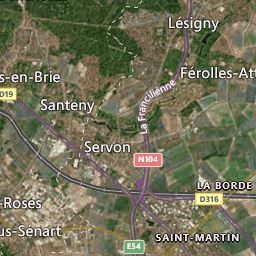 Lésigny
s-en-Brie
Férolles-Att
D19
Santeny
La Francilienne
Servon
N104
LA BORDE
D316
-Roses
us-Sénart
SAINT-MARTIN
E54